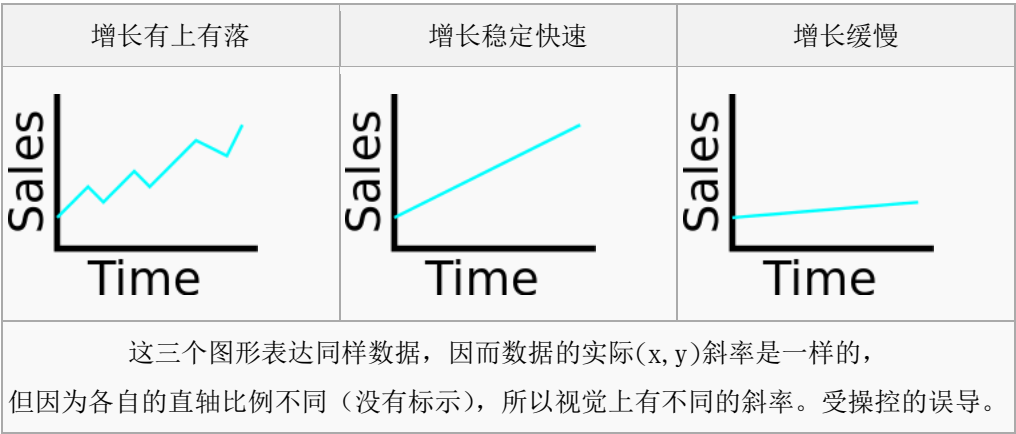 增长有上有落
增长稳定快速
增长缓慢
Sales
Time
Sales
Time
Sales
Time
这三个图形表达同样数据，因而数据的实际(x,y)斜率是一样的，
但因为各自的直轴比例不同（没有标示），所以视觉上有不同的斜率。受操控的误导。